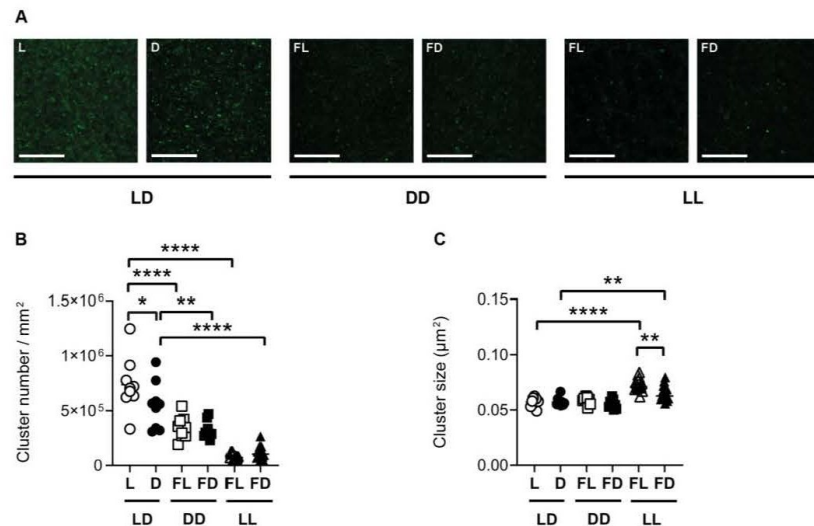 A
L D FL FD FL FD
LD DD LL
B
****
**** 
* **
****
Cluster number / mm²
1.5×10⁶
1×10⁶
5×10⁵
0
L D FL FD FL FD
LD DD LL
C
**
****
**
Cluster size (µm²)
0.15
0.10
0.05
0.00
L D FL FD FL FD
LD DD LL